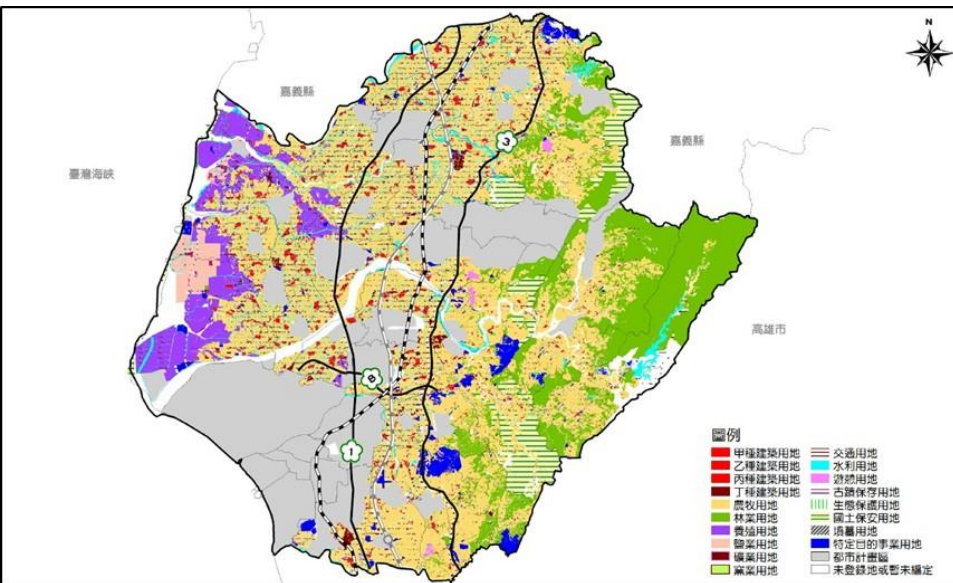 N
嘉義縣
3
嘉義縣
臺灣海峽
高雄市
8
1
圖例
甲種建築用地
乙種建築用地
丙種建築用地
丁種建築用地
農牧用地
林業用地
養殖用地
鹽業用地
礦業用地
窯業用地
交通用地
水利用地
遊憩用地
古蹟保存用地
生態保護用地
國土保安用地
墳墓用地
特定目的事業用地
都市計畫區
未登錄地或暫未編定